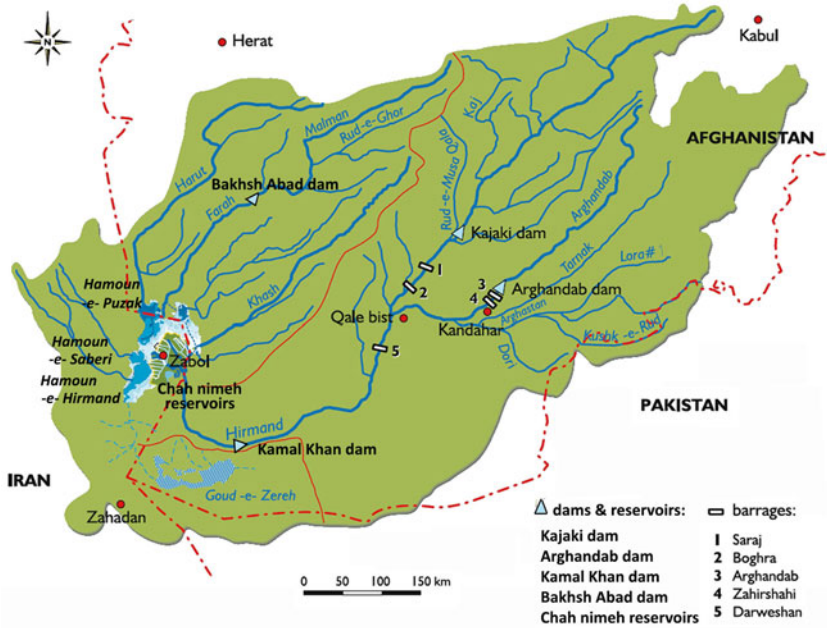 N
Herat
Kabul
AFGHANISTAN
Malman
Rud-e-Ghor
Kaj
Harut
Rud-e-Musa Qala
Bakhsh Abad dam
Farah
Arghandab
Kajaki dam
Tarnak
Lora# 1
Hamoun
-e- Puzak
Khash
1
2
3
4
Arghandab dam
Qale bist
Kandahar
Arghastan
Kushk -e-Rud
Dori
Hamoun
-e- Saberi
Zabol
5
Hamoun
-e- Hirmand
Chah nimeh
reservoirs
Hirmand
Kamal Khan dam
PAKISTAN
IRAN
Goud -e- Zereh
Zahadan
0 50 100 150 km
dams & reservoirs:
Kajaki dam
Arghandab dam
Kamal Khan dam
Bakhsh Abad dam
Chah nimeh reservoirs
barrages:
1 Saraj
2 Boghra
3 Arghandab
4 Zahirshahi
5 Darweshan